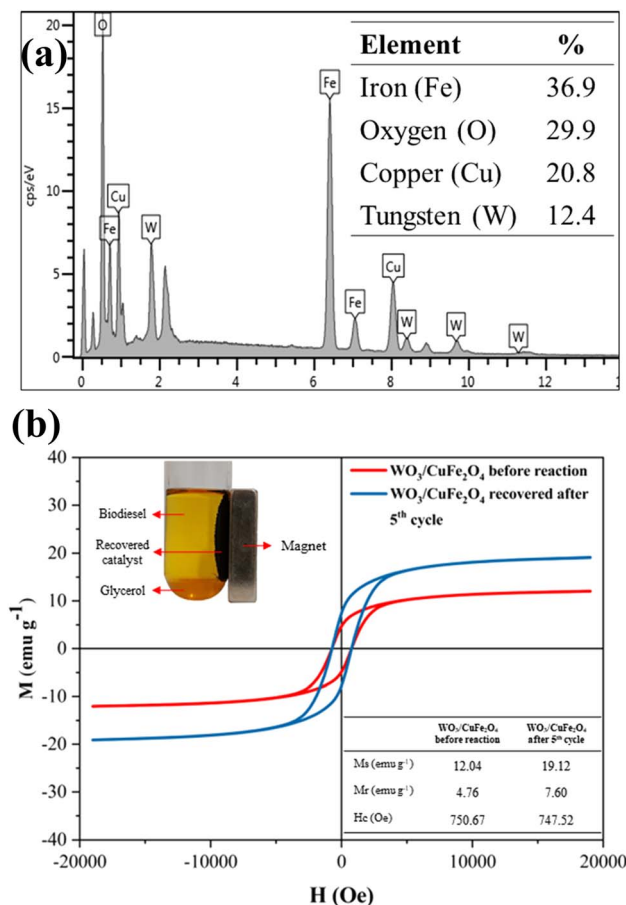 (a)
Element %
Iron (Fe) 36.9
Oxygen (O) 29.9
Copper (Cu) 20.8
Tungsten (W) 12.4
cps/eV
20
15
10
5
0
O
Fe
Cu
W
Fe
Fe
Cu
W
W
W
0 2 4 6 8 10 12
(b)
WO₃/CuFe₂O₄ before reaction
WO₃/CuFe₂O₄ recovered after
5ᵗʰ cycle
Biodiesel
Recovered
catalyst
Glycerol
Magnet
M (emu g⁻¹)
40
30
20
10
0
-10
-20
-30
-40
WO₃/CuFe₂O₄
before reaction
WO₃/CuFe₂O₄
after 5ᵗʰ cycle
Ms (emu g⁻¹) 12.04 19.12
Mr (emu g⁻¹) 4.76 7.60
Hc (Oe) 750.67 747.52
-20000 -10000 0 10000 20000
H (Oe)